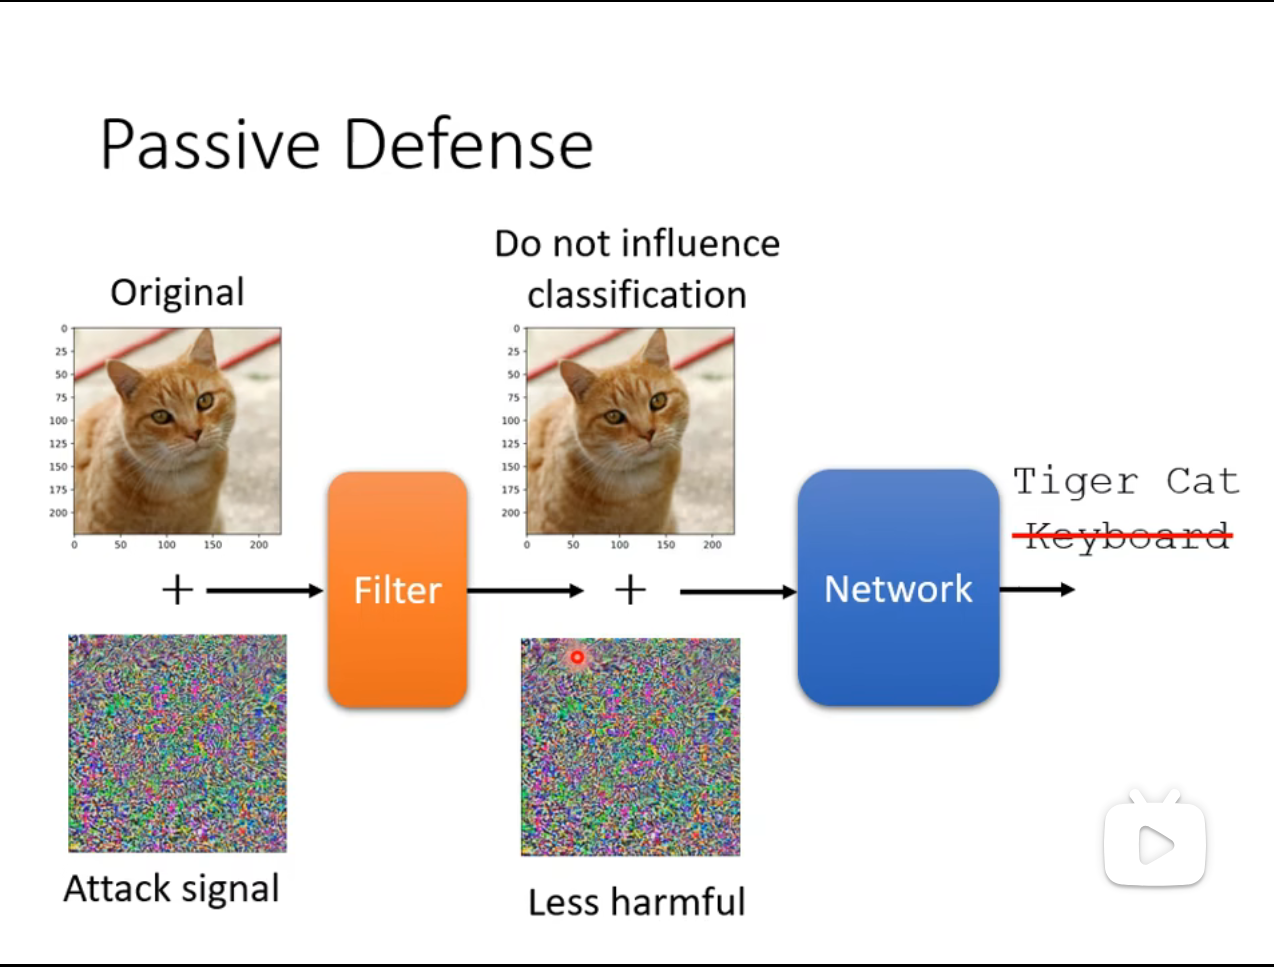 Passive Defense
Do not influence
classification
Original
0
25
50
75
100
125
150
175
200
0 50 100 150 200
0
25
50
75
100
125
150
175
200
0 50 100 150 200
Tiger Cat
Keyboard
+
Filter
+
Network
Attack signal
Less harmful